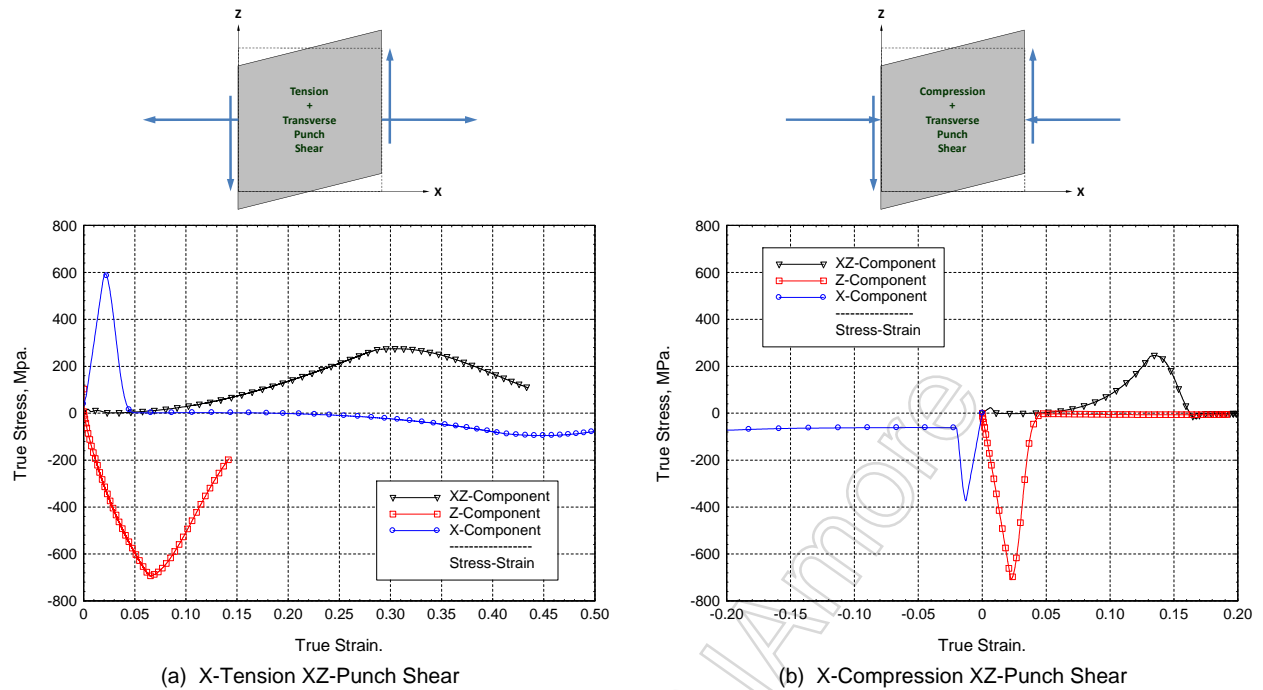 Z
Tension
+
Transverse
Punch
Shear
X
800
600
400
200
0
-200
-400
-600
-800
True Stress, Mpa.
XZ-Component
Z-Component
X-Component
Stress-Strain
0
0.05
0.10
0.15
0.20
0.25
0.30
0.35
0.40
0.45
0.50
True Strain.
(a) X-Tension XZ-Punch Shear
Z
Compression
+
Transverse
Punch
Shear
X
800
600
400
200
0
-200
-400
-600
-800
True Stress, MPa.
XZ-Component
Z-Component
X-Component
Stress-Strain
-0.20
-0.15
-0.10
-0.05
0
0.05
0.10
0.15
0.20
True Strain.
(b) X-Compression XZ-Punch Shear